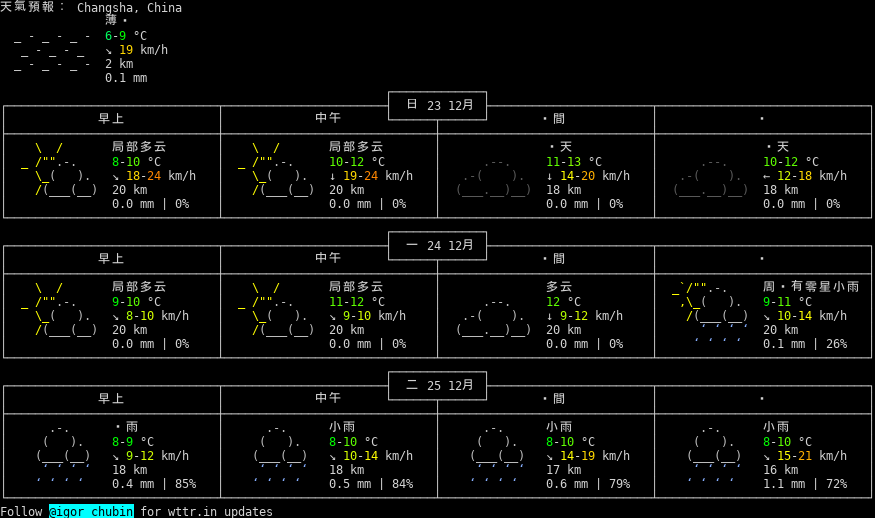 天氣預報： Changsha, China
薄・
6-9 °C
↘ 19 km/h
2 km
0.1 mm
日 23 12月
早上 中午 ・間 ・
局部多云 局部多云 ・天 ・天
8-10 °C 10-12 °C 11-13 °C 10-12 °C
↘ 18-24 km/h ↓ 19-24 km/h ↓ 14-20 km/h ← 12-18 km/h
20 km 20 km 18 km 18 km
0.0 mm | 0% 0.0 mm | 0% 0.0 mm | 0% 0.0 mm | 0%
一 24 12月
早上 中午 ・間 ・
局部多云 局部多云 多云 周・有零星小雨
9-10 °C 11-12 °C 12 °C 9-11 °C
↘ 8-10 km/h ↘ 9-10 km/h ↓ 9-12 km/h ↘ 10-14 km/h
20 km 20 km 20 km 20 km
0.0 mm | 0% 0.0 mm | 0% 0.0 mm | 0% 0.1 mm | 26%
二 25 12月
早上 中午 ・間 ・
・雨 小雨 小雨 小雨
8-9 °C 8-10 °C 8-10 °C 8-10 °C
↘ 9-12 km/h ↘ 10-14 km/h ↘ 14-19 km/h ↘ 15-21 km/h
18 km 18 km 17 km 16 km
0.4 mm | 85% 0.5 mm | 84% 0.6 mm | 79% 1.1 mm | 72%
Follow @igor_chubin for wttr.in updates